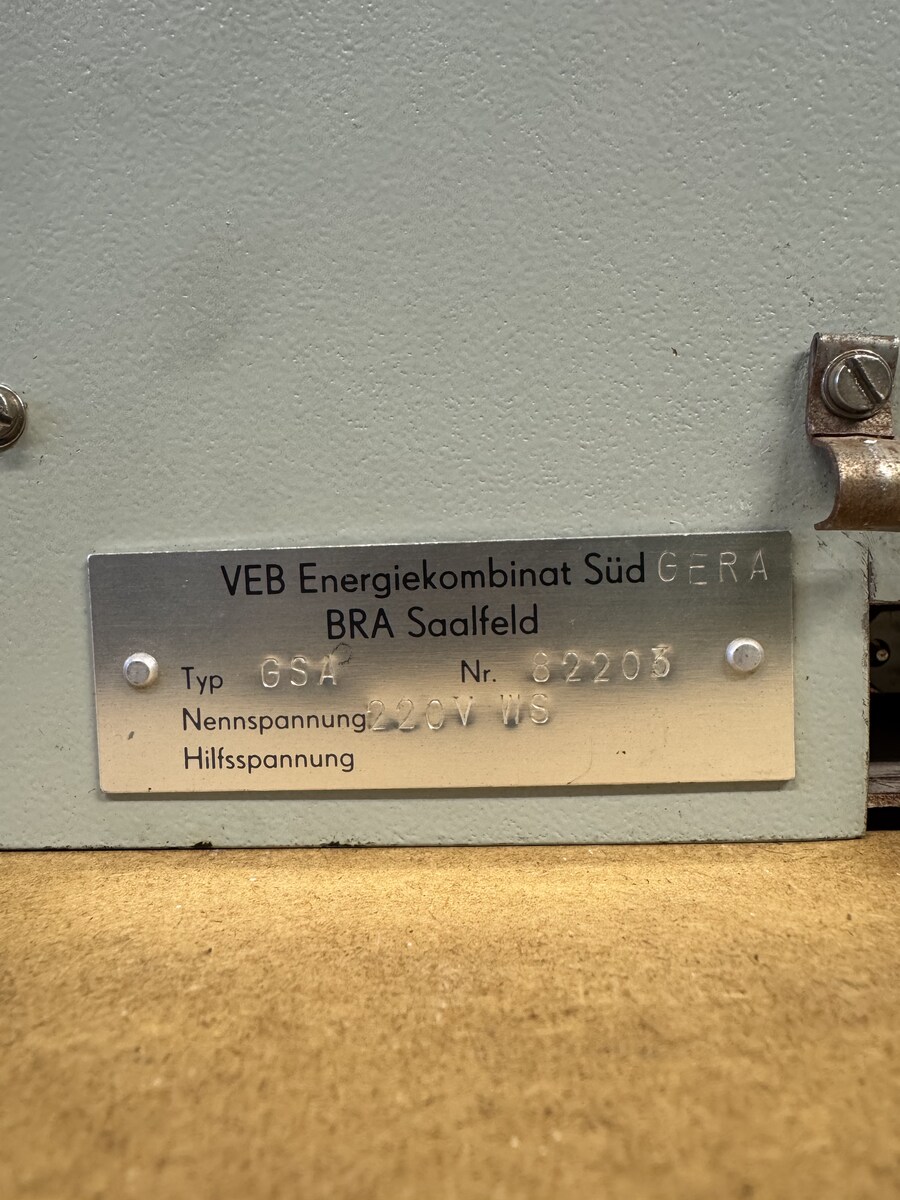 VEB Energiekombinat Süd GERA
BRA Saalfeld
Typ GSA Nr. 82203
Nennspannung 220V WS
Hilfsspannung